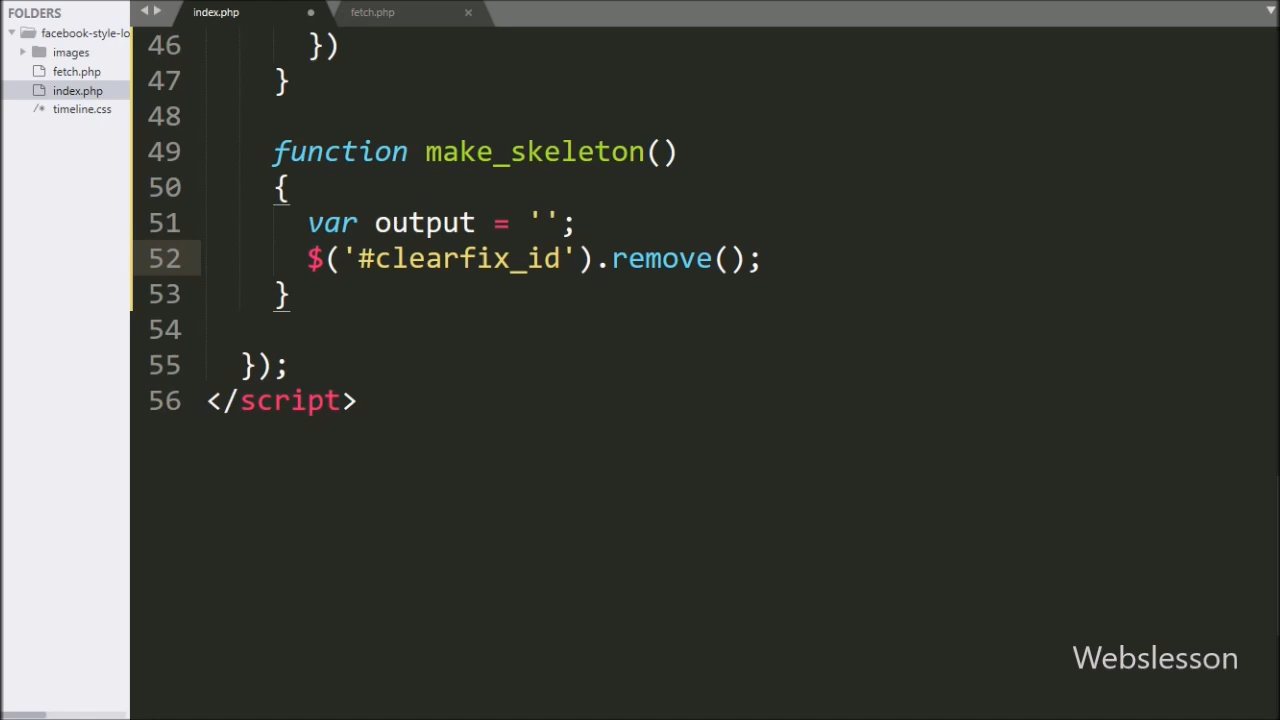 FOLDERS
facebook-style-lo
images
fetch.php
index.php
/* timeline.css
index.php
fetch.php ×
46 })
47 }
48
49 function make_skeleton()
50 {
51 var output = '';
52 $('#clearfix_id').remove();
53 }
54
55 });
56 </script>
Webslesson